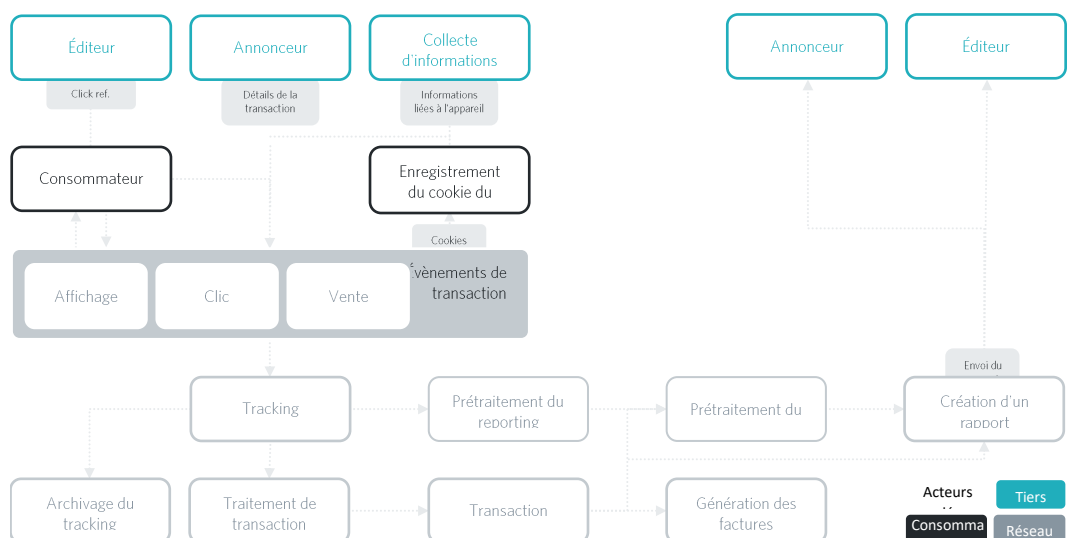 Éditeur
Annonceur
Collecte
d'informations
Annonceur
Éditeur
Click ref.
Détails de la
transaction
Informations
liées à l'appareil
Consommateur
Enregistrement
du cookie du
Cookies
Évènements de
transaction
Affichage
Clic
Vente
Envoi du
Tracking
Prétraitement du
reporting
Prétraitement du
Création d'un
rapport
Archivage du
tracking
Traitement de
transaction
Transaction
Génération des
factures
Acteurs
Tiers
Consomma
Réseau